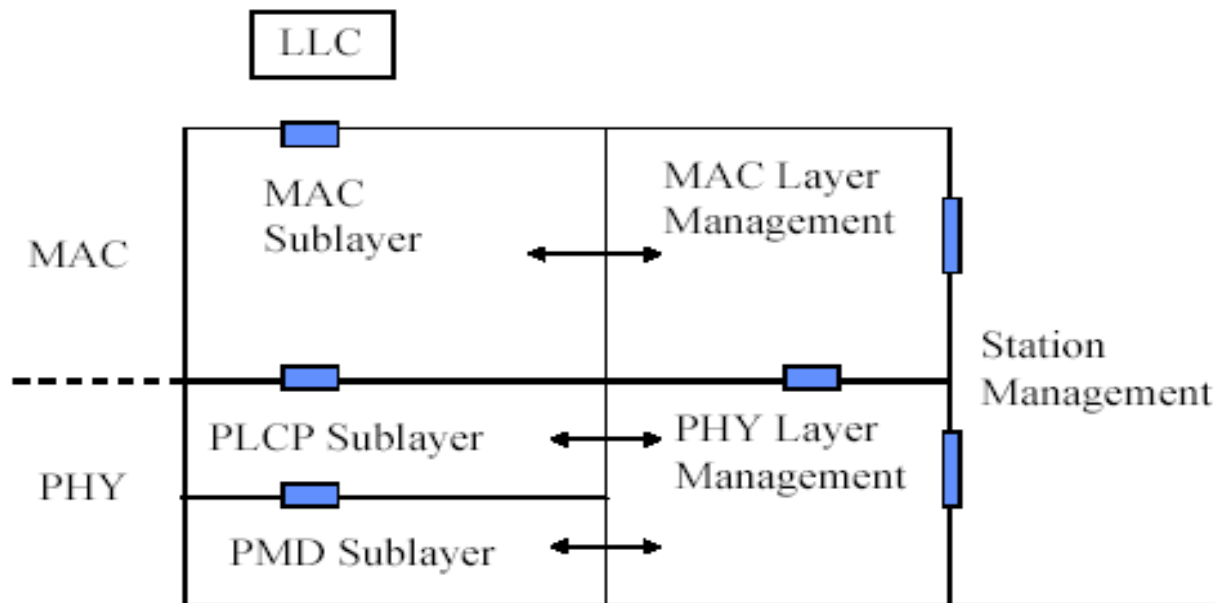 LLC
MAC
Sublayer
MAC Layer
Management
MAC
Station
Management
PLCP Sublayer
PHY Layer
Management
PHY
PMD Sublayer